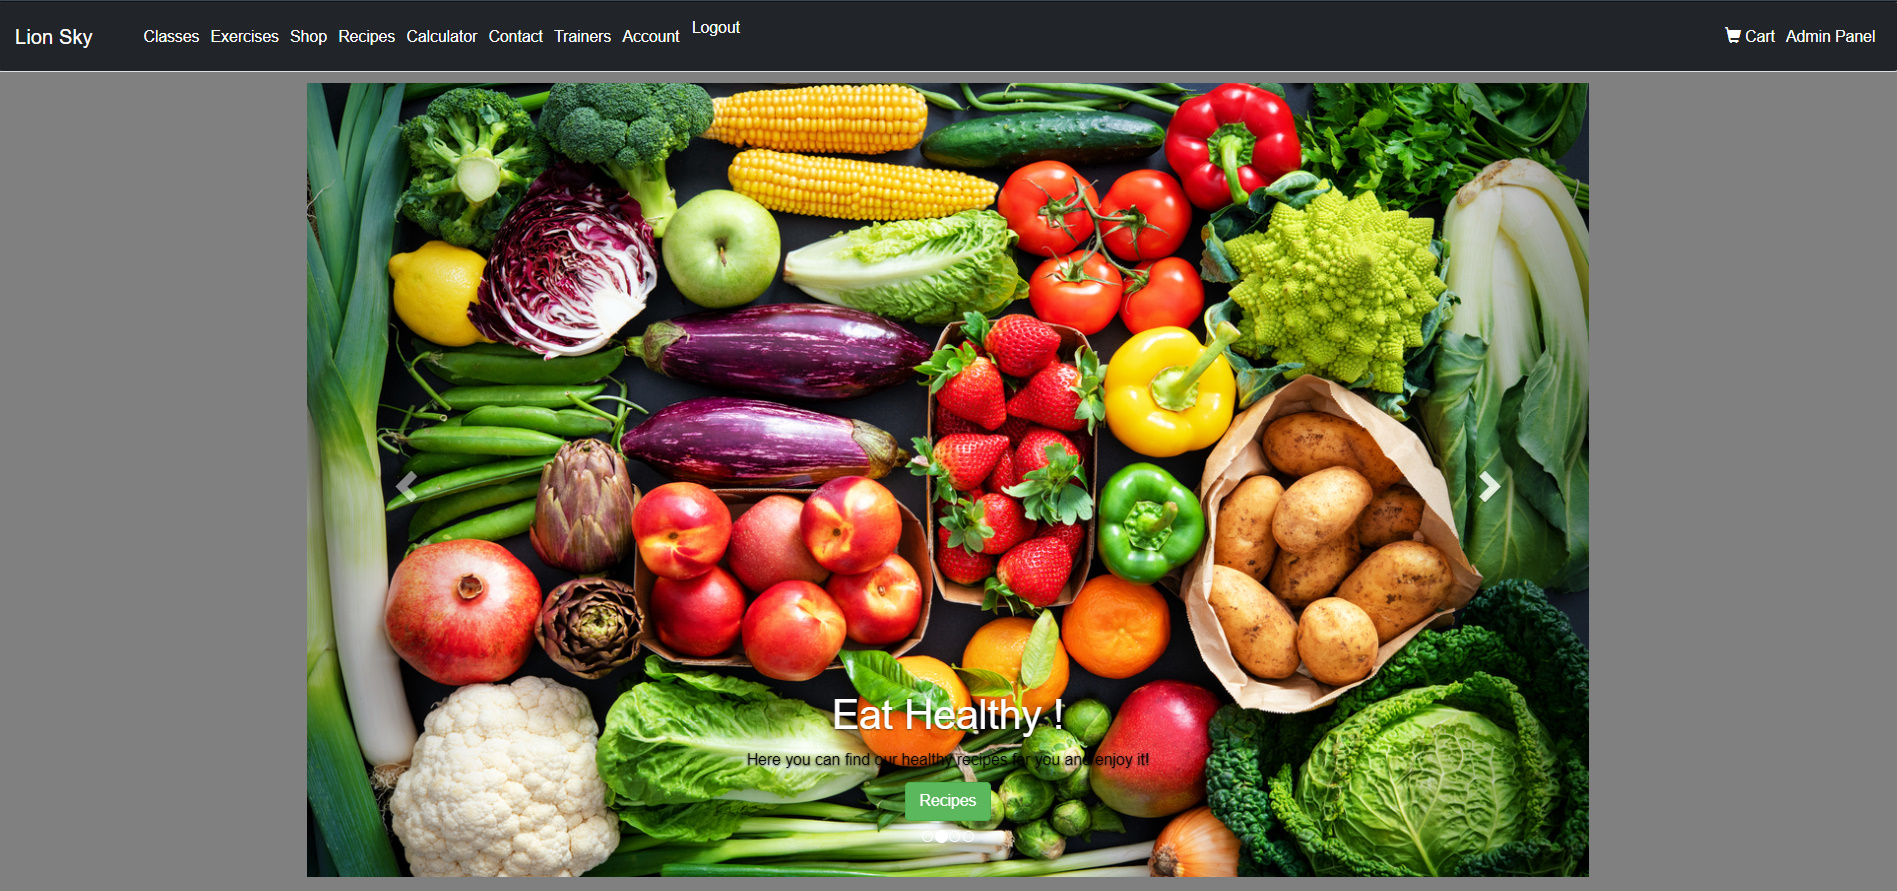 Lion Sky Classes Exercises Shop Recipes Calculator Contact Trainers Account Logout Cart Admin Panel
Eat Healthy !
Here you can find our healthy recipes for you and enjoy it!
Recipes